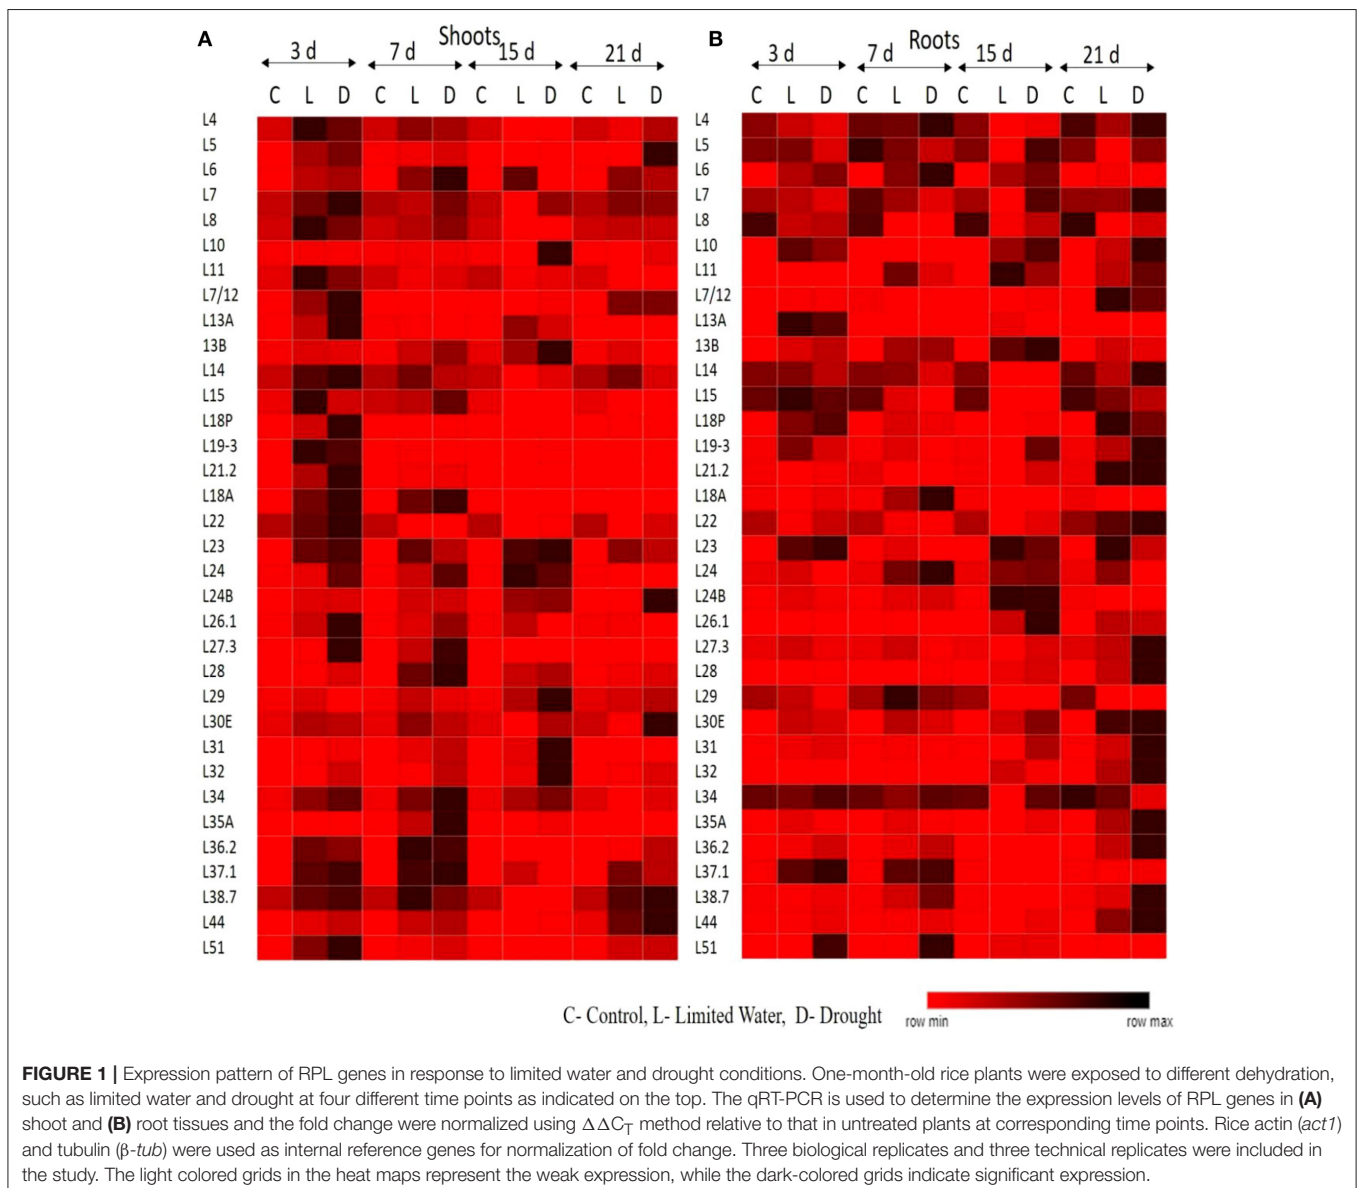 A
Shoots
3 d 7 d 15 d 21 d
C L D C L D C L D C L D
B
Roots
3 d 7 d 15 d 21 d
C L D C L D C L D C L D
L4
L5
L6
L7
L8
L10
L11
L7/12
L13A
13B
L14
L15
L18P
L19-3
L21.2
L18A
L22
L23
L24
L24B
L26.1
L27.3
L28
L29
L30E
L31
L32
L34
L35A
L36.2
L37.1
L38.7
L44
L51
L4
L5
L6
L7
L8
L10
L11
L7/12
L13A
13B
L14
L15
L18P
L19-3
L21.2
L18A
L22
L23
L24
L24B
L26.1
L27.3
L28
L29
L30E
L31
L32
L34
L35A
L36.2
L37.1
L38.7
L44
L51
C- Control, L- Limited Water, D- Drought
row min row max
FIGURE 1 | Expression pattern of RPL genes in response to limited water and drought conditions. One-month-old rice plants were exposed to different dehydration,
such as limited water and drought at four different time points as indicated on the top. The qRT-PCR is used to determine the expression levels of RPL genes in (A)
shoot and (B) root tissues and the fold change were normalized using ΔΔCT method relative to that in untreated plants at corresponding time points. Rice actin (act1)
and tubulin (β-tub) were used as internal reference genes for normalization of fold change. Three biological replicates and three technical replicates were included in
the study. The light colored grids in the heat maps represent the weak expression, while the dark-colored grids indicate significant expression.